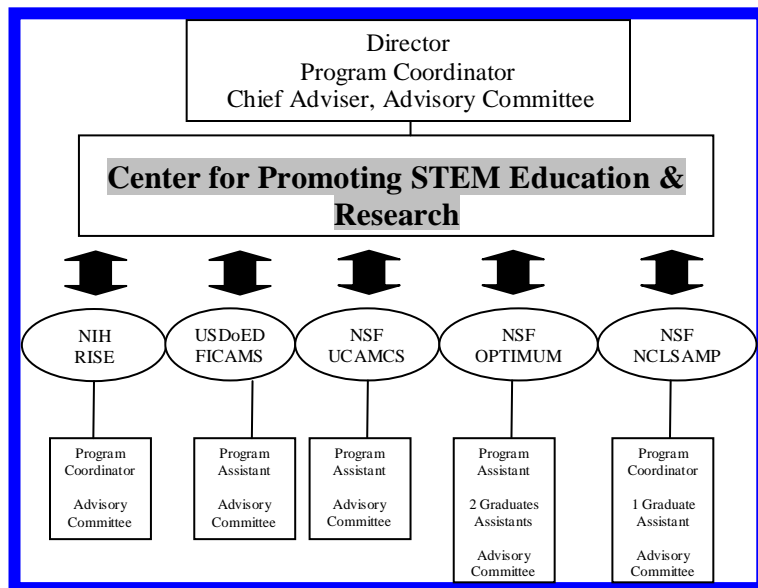 Director
Program Coordinator
Chief Adviser, Advisory Committee
Center for Promoting STEM Education &
Research
NIH
RISE
USDoED
FICAMS
NSF
UCAMCS
NSF
OPTIMUM
NSF
NCLSAMP
Program
Coordinator
Advisory
Committee
Program
Assistant
Advisory
Committee
Program
Assistant
Advisory
Committee
Program
Assistant
2 Graduates
Assistants
Advisory
Committee
Program
Coordinator
1 Graduate
Assistant
Advisory
Committee